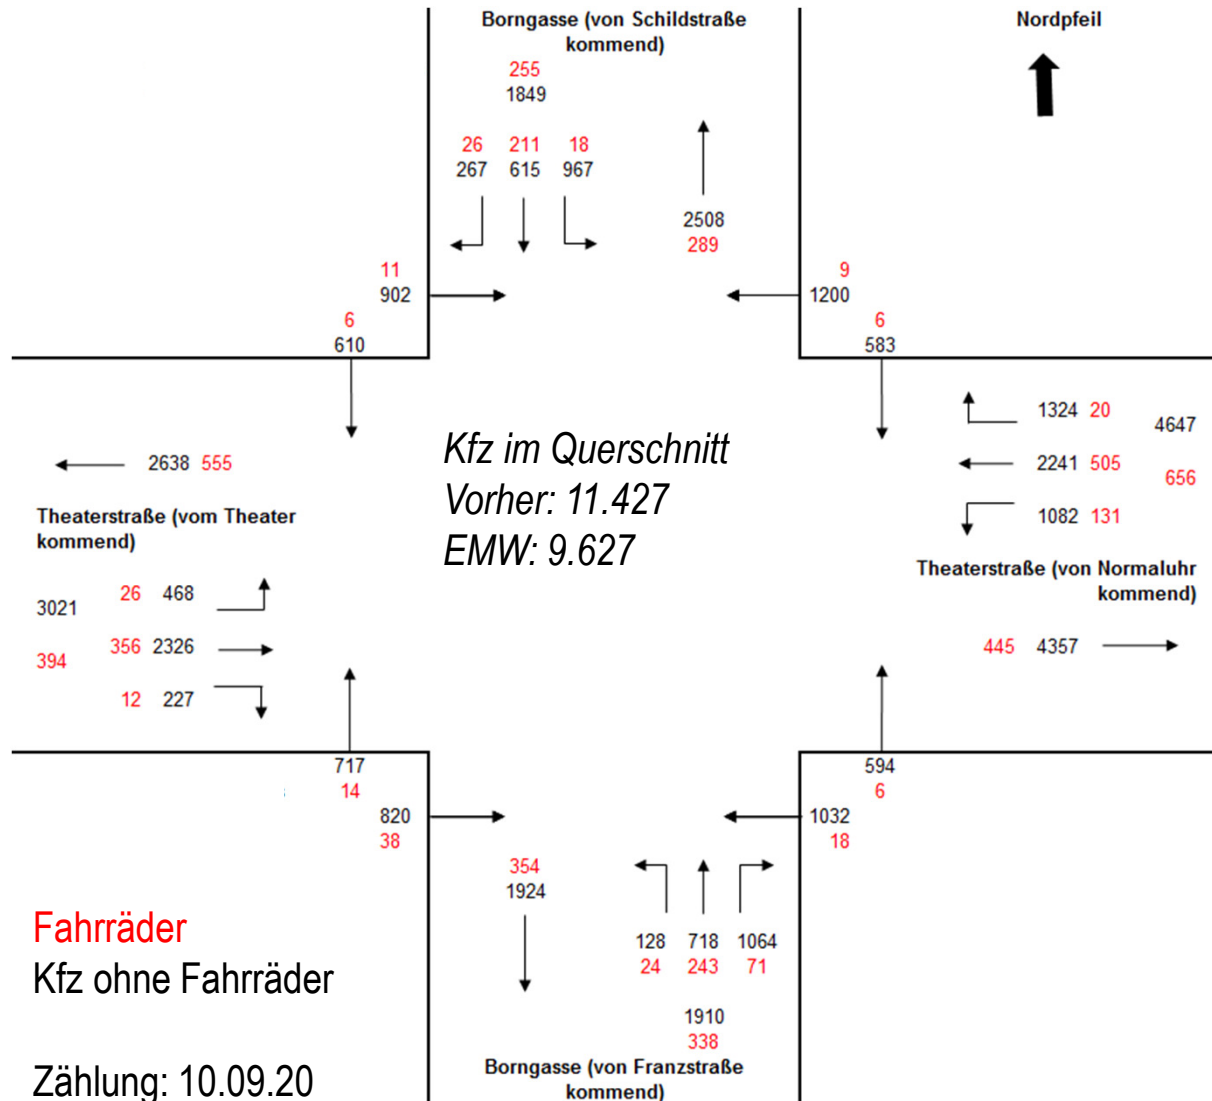 Borngasse (von Schildstraße
kommend)
Nordpfeil
255
1849
26 211 18
267 615 967
2508
289
11
902
9
1200
6
610
6
583
1324 20
4647
2241 505
656
1082 131
Kfz im Querschnitt
Vorher: 11.427
EMW: 9.627
2638 555
Theaterstraße (vom Theater
kommend)
Theaterstraße (von Normaluhr
kommend)
26 468
3021
356 2326
394
12 227
445 4357
717
14
594
6
820
38
1032
18
354
1924
128 718 1064
24 243 71
1910
338
Borngasse (von Franzstraße
kommend)
Fahrräder
Kfz ohne Fahrräder
Zählung: 10.09.20